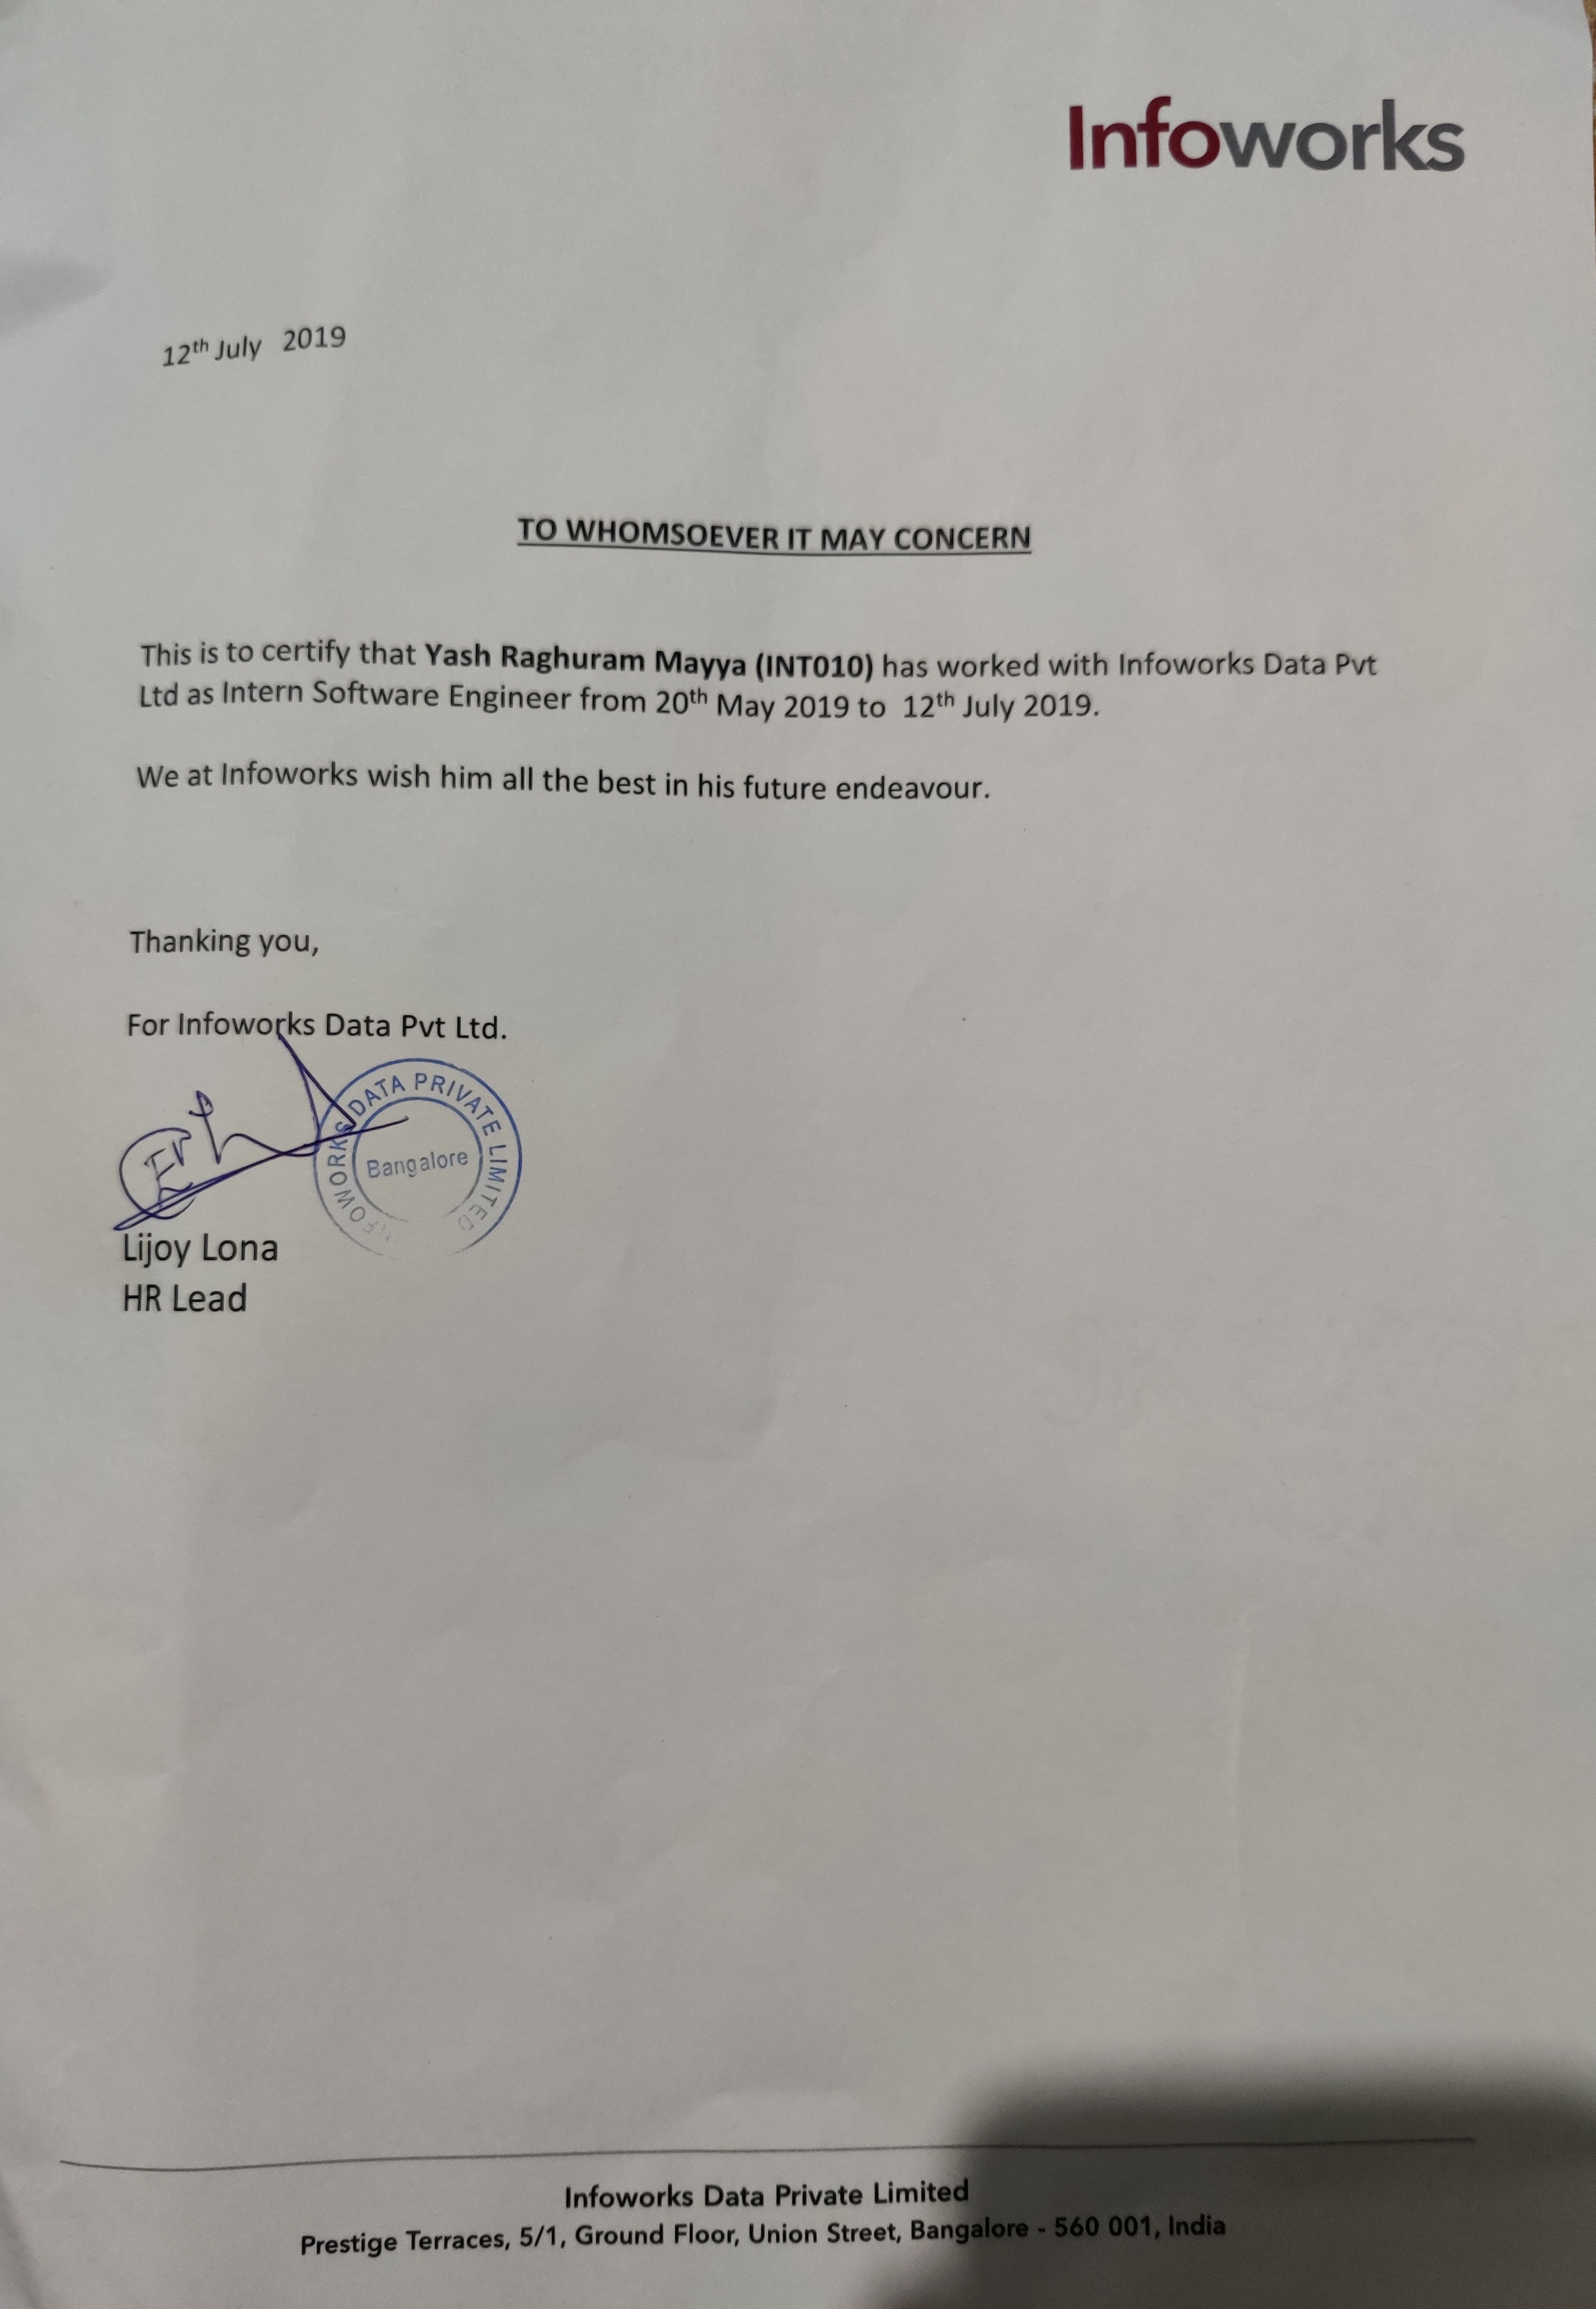 Infoworks
12th July 2019
TO WHOMSOEVER IT MAY CONCERN
This is to certify that Yash Raghuram Mayya (INT010) has worked with Infoworks Data Pvt
Ltd as Intern Software Engineer from 20th May 2019 to 12th July 2019.
We at Infoworks wish him all the best in his future endeavour.
Thanking you,
For Infoworks Data Pvt Ltd.
INFOWORKS DATA PRIVATE LIMITED
Bangalore
Lijoy Lona
HR Lead
Infoworks Data Private Limited
Prestige Terraces, 5/1, Ground Floor, Union Street, Bangalore - 560 001, India